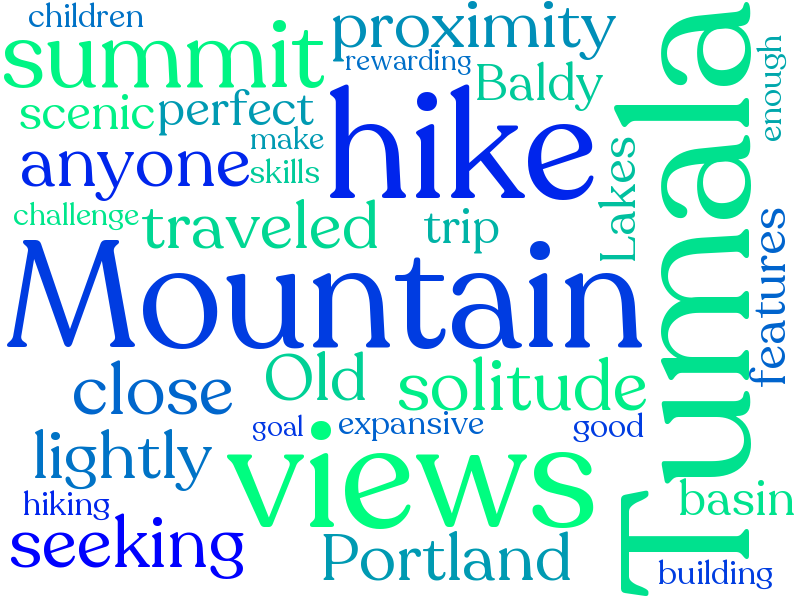 children
summit
proximity
rewarding
Baldy
scenic
perfect
make
hike
anyone
skills
enough
Tumala
Lakes
challenge
traveled
trip
features
Mountain
close
Old
solitude
goal
expansive
good
lightly
views
hiking
basin
seeking
Portland
building